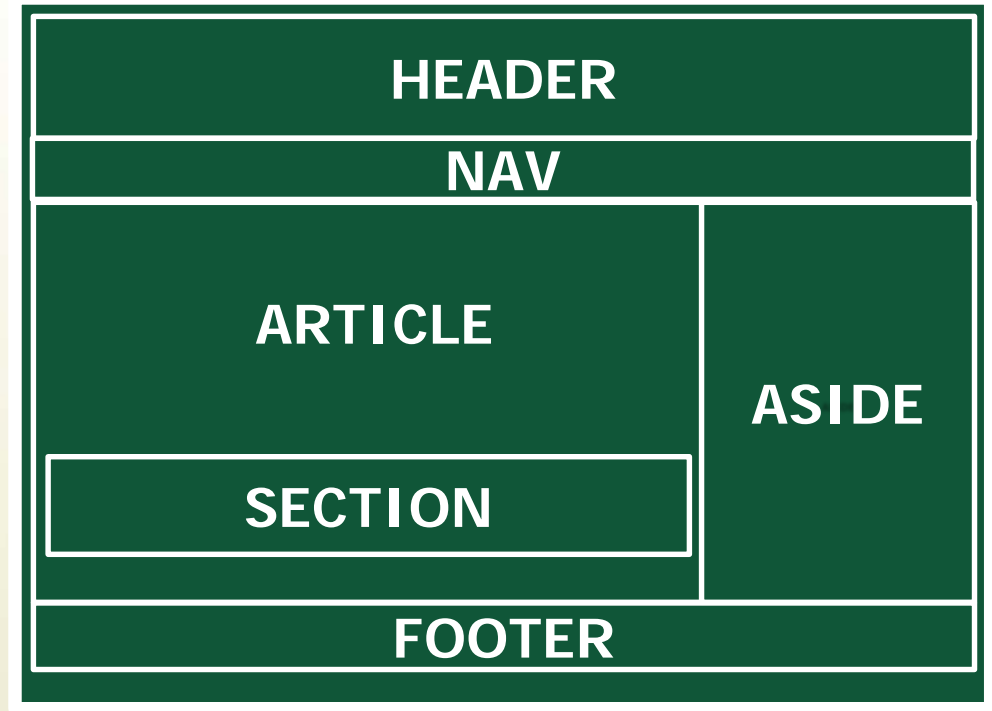 HEADER
NAV
ARTICLE
ASIDE
SECTION
FOOTER